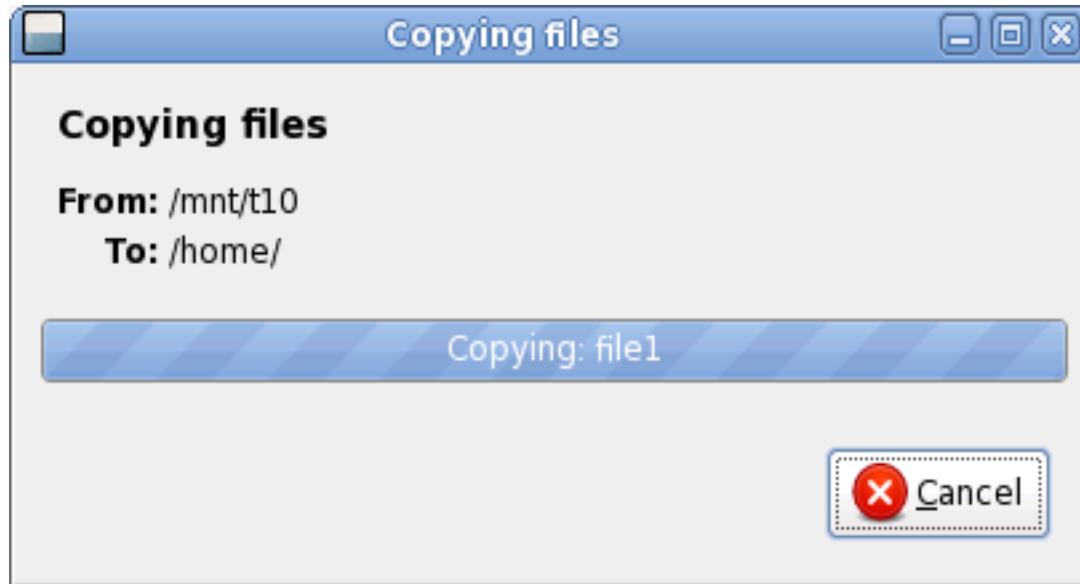 Copying files
Copying files
From: /mnt/t10
To: /home/
Copying: file1
Cancel